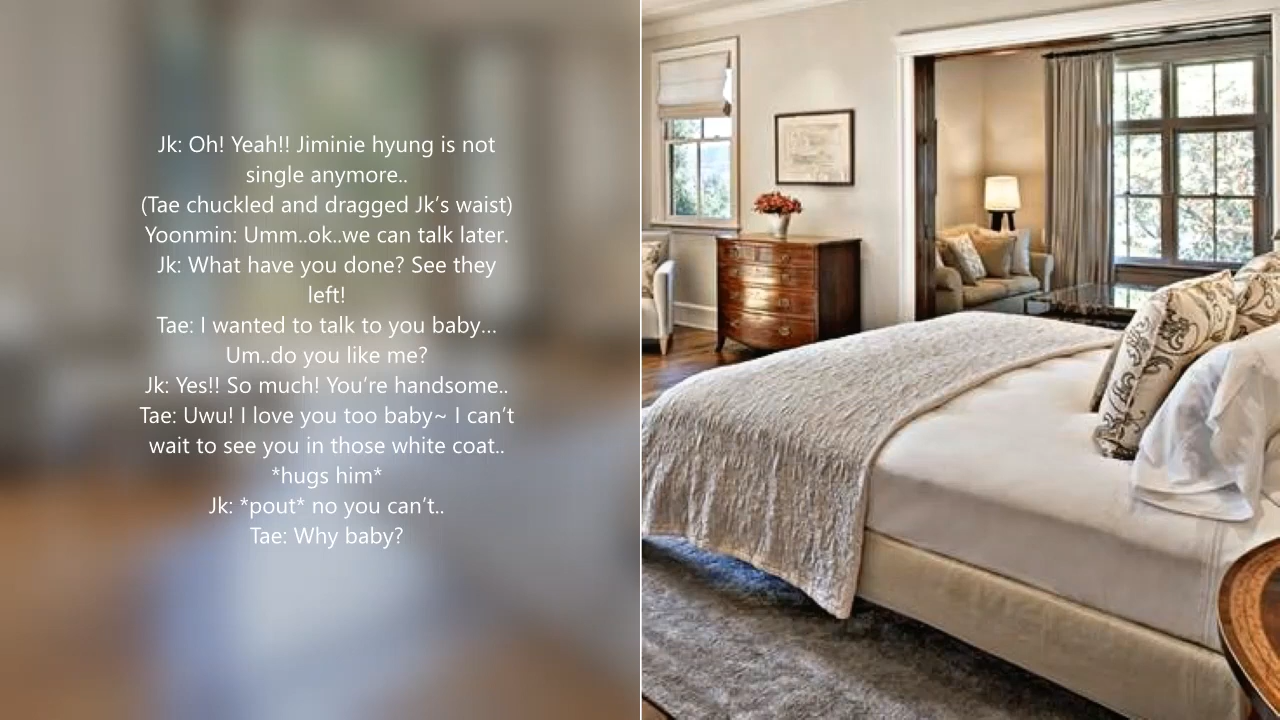 Jk: Oh! Yeah!! Jiminie hyung is not
single anymore..
(Tae chuckled and dragged Jk’s waist)
Yoonmin: Umm..ok..we can talk later.
Jk: What have you done? See they
left!
Tae: I wanted to talk to you baby...
Um..do you like me?
Jk: Yes!! So much! You’re handsome..
Tae: Uwu! I love you too baby~ I can’t
wait to see you in those white coat..
*hugs him*
Jk: *pout* no you can’t..
Tae: Why baby?